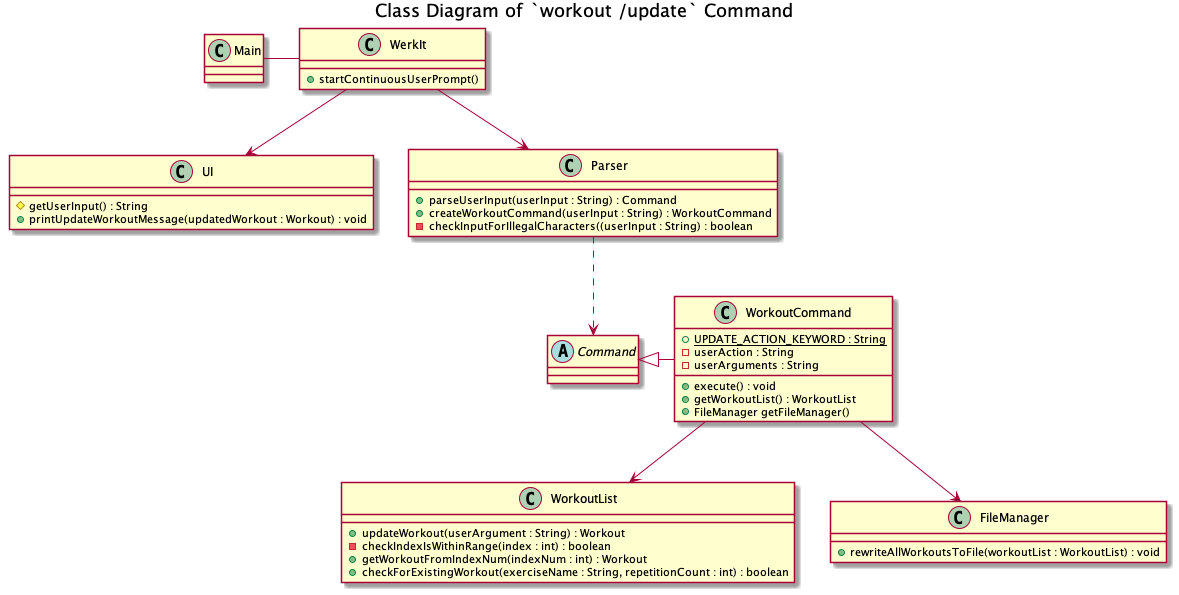 Class Diagram of `workout /update` Command
C Main
C WerkIt
startContinuousUserPrompt()
C UI
getUserInput() : String
printUpdateWorkoutMessage(updatedWorkout : Workout) : void
C Parser
parseUserInput(userInput : String) : Command
createWorkoutCommand(userInput : String) : WorkoutCommand
checkInputForIllegalCharacters((userInput : String) : boolean
A Command
C WorkoutCommand
UPDATE_ACTION_KEYWORD : String
userAction : String
userArguments : String
execute() : void
getWorkoutList() : WorkoutList
FileManager getFileManager()
C WorkoutList
updateWorkout(userArgument : String) : Workout
checkIndexIsWithinRange(index : int) : boolean
getWorkoutFromIndexNum(indexNum : int) : Workout
checkForExistingWorkout(exerciseName : String, repetitionCount : int) : boolean
C FileManager
rewriteAllWorkoutsToFile(workoutList : WorkoutList) : void